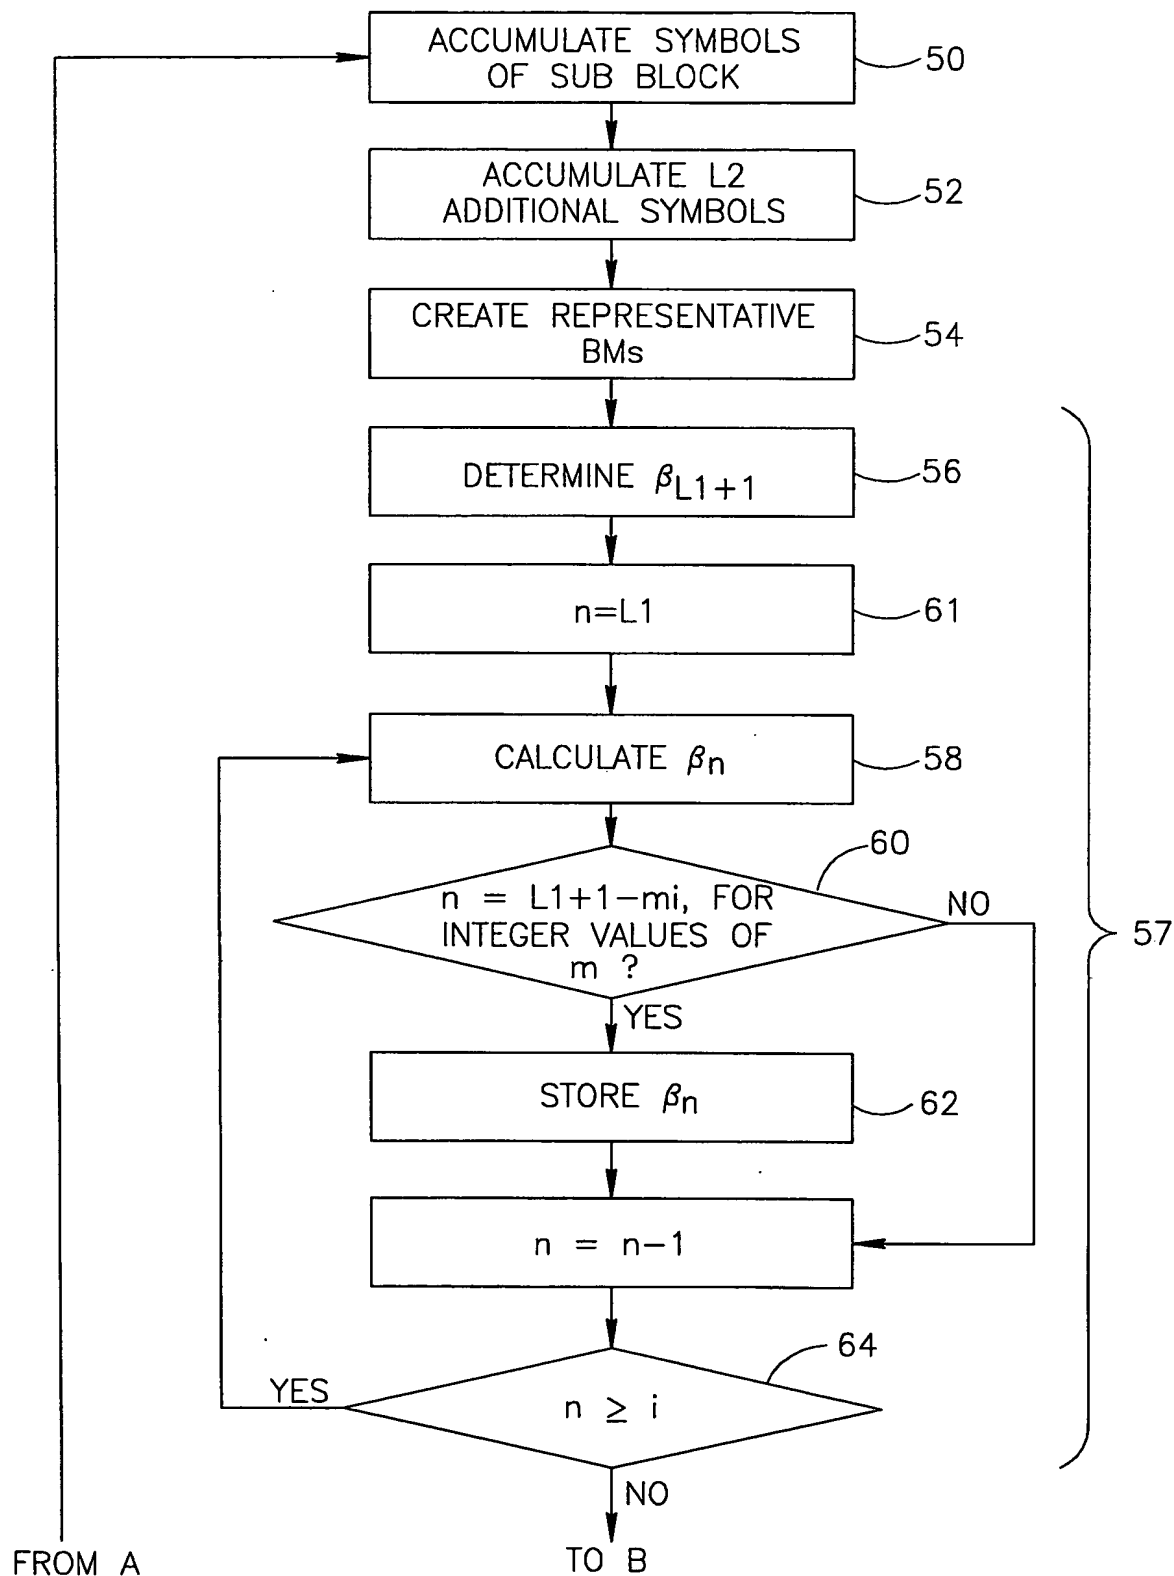 ACCUMULATE SYMBOLS
OF SUB BLOCK
50
ACCUMULATE L2
ADDITIONAL SYMBOLS
52
CREATE REPRESENTATIVE
BMs
54
DETERMINE βL1+1
56
n=L1
61
CALCULATE βn
58
60
n = L1+1-mi, FOR
INTEGER VALUES OF
m ?
NO
57
YES
STORE βn
62
n = n-1
64
YES
n ≥ i
NO
FROM A
TO B